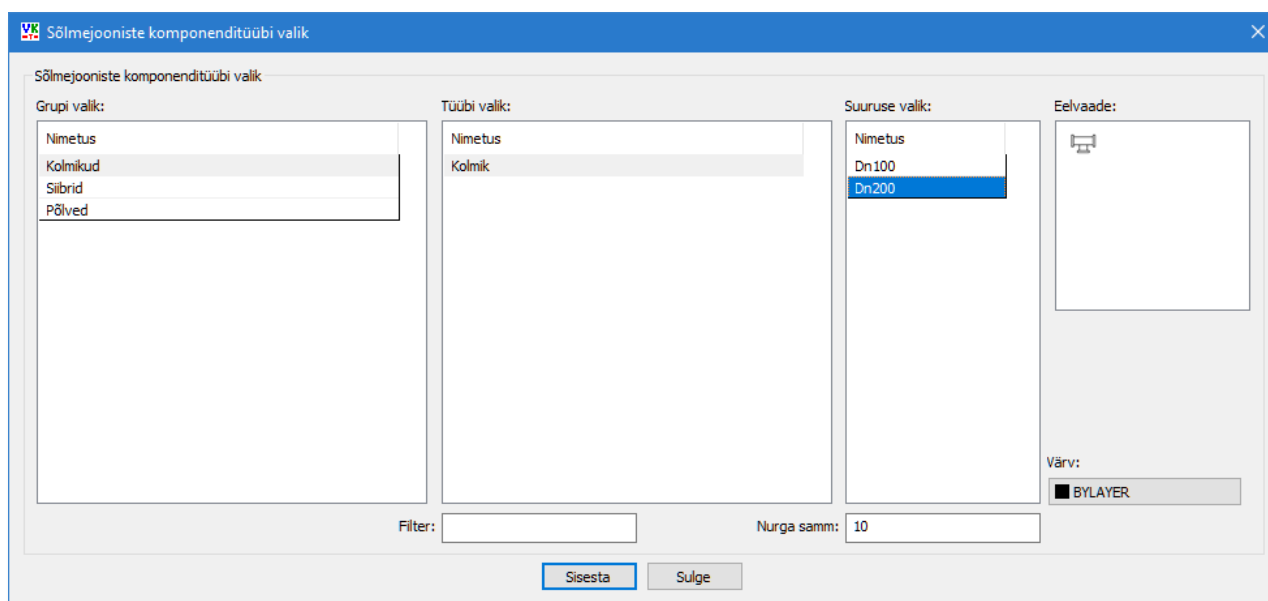 Sõlmejooniste komponenditüübi valik
Sõlmejooniste komponenditüübi valik
Grupi valik:
Tüübi valik:
Suuruse valik:
Eelvaade:
Nimetus
Nimetus
Nimetus
Kolmikud
Kolmik
Dn100
Siibrid
Dn200
Põlved
Värv:
BYLAYER
Filter:
Nurga samm: 10
Sisesta
Sulge